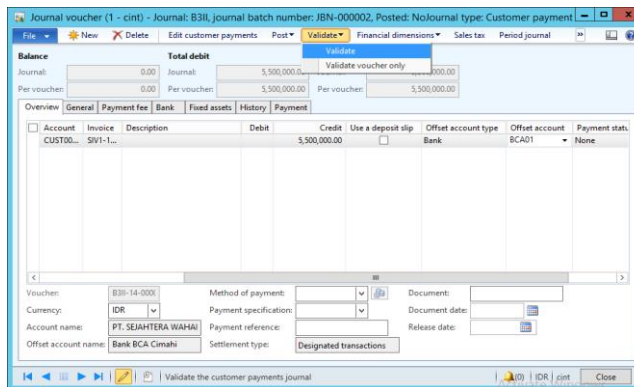 Journal voucher (1 - cint) - Journal: B3II, journal batch number: JBN-000002, Posted: NoJournal type: Customer payment
File New Delete Edit customer payments Post Validate Financial dimensions Sales tax Period journal »
Validate
Validate voucher only
Balance Total debit
Journal: 0.00 Journal: 5,500,000.
Per voucher: 0.00 Per voucher: 5,500,000.00 Per voucher: 5,500,000.00
Overview General Payment fee Bank Fixed assets History Payment
Account Invoice Description Debit Credit Use a deposit slip Offset account type Offset account Payment statu
CUST00... SIV1-1... 5,500,000.00 Bank BCA01 None
Voucher: B3II-14-000( Method of payment: Document:
Currency: IDR Payment specification: Document date:
Account name: PT. SEJAHTERA WAHAI Payment reference: Release date:
Offset account name: Bank BCA Cimahi Settlement type: Designated transactions
Validate the customer payments journal (0) IDR cint Close